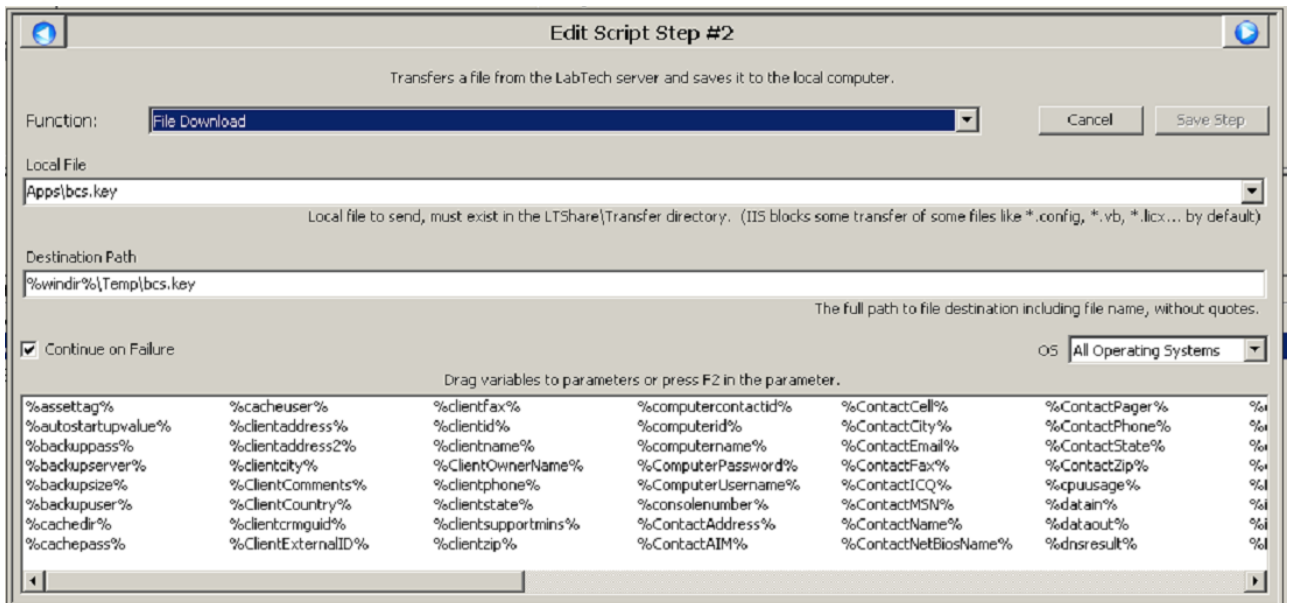 Edit Script Step #2
Transfers a file from the LabTech server and saves it to the local computer.
Function: File Download Cancel Save Step
Local File
Apps\bcs.key
Local file to send, must exist in the LTShare\Transfer directory. (IIS blocks some transfer of some files like *.config, *.vb, *.licx... by default)
Destination Path
%windir%\Temp\bcs.key
The full path to file destination including file name, without quotes.
Continue on Failure OS All Operating Systems
Drag variables to parameters or press F2 in the parameter.
%assettag% %cacheuser% %clientfax% %computercontactid% %ContactCell% %ContactPager%
%autostartupvalue% %clientaddress% %clientid% %computerid% %ContactCity% %ContactPhone%
%backuppass% %clientaddress2% %clientname% %computername% %ContactEmail% %ContactState%
%backupserver% %clientcity% %ClientOwnerName% %ComputerPassword% %ContactFax% %ContactZip%
%backupsize% %ClientComments% %clientphone% %ComputerUsername% %ContactICQ% %cpuusage%
%backupuser% %ClientCountry% %clientstate% %consolenumber% %ContactMSN% %datain%
%cachedir% %clientcrmguid% %clientsupportmins% %ContactAddress% %ContactName% %dataout%
%cachepass% %ClientExternalID% %clientzip% %ContactAIM% %ContactNetBiosName% %dnsresult%